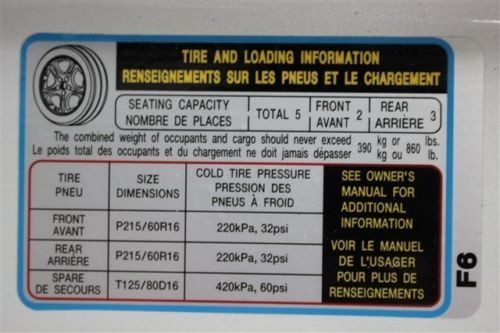 TIRE AND LOADING INFORMATION
RENSEIGNEMENTS SUR LES PNEUS ET LE CHARGEMENT
SEATING CAPACITY
NOMBRE DE PLACES
TOTAL 5
FRONT
AVANT 2
REAR
ARRIÈRE 3
The combined weight of occupants and cargo should never exceed 390 kg or 860 lbs.
Le poids total des occupants et du chargement ne doit jamais dépasser 390 kg ou 860 lb.
TIRE
PNEU
SIZE
DIMENSIONS
COLD TIRE PRESSURE
PRESSION DES
PNEUS À FROID
FRONT
AVANT
P215/60R16
220kPa, 32psi
REAR
ARRIÈRE
P215/60R16
220kPa, 32psi
SPARE
DE SECOURS
T125/80D16
420kPa, 60psi
SEE OWNER'S
MANUAL FOR
ADDITIONAL
INFORMATION
VOIR LE MANUEL
DE L'USAGER
POUR PLUS DE
RENSEIGNEMENTS
F6